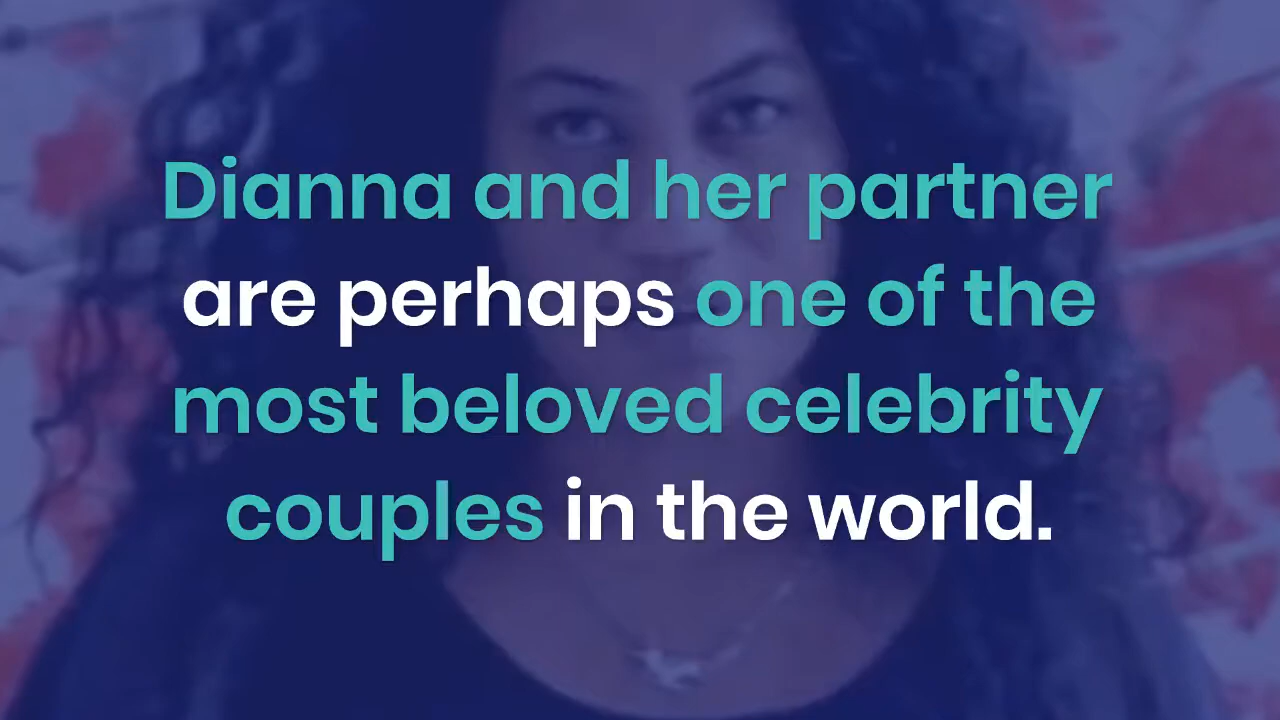 Dianna and her partner
are perhaps one of the
most beloved celebrity
couples in the world.